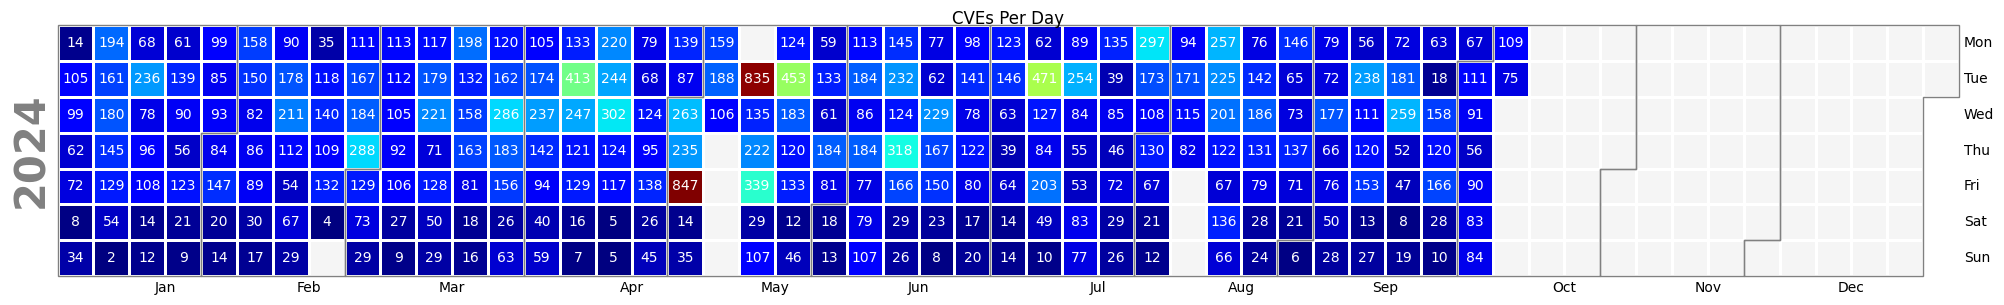 CVEs Per Day
14 194 68 61 99 158 90 35 111 113 117 198 120 105 133 220 79 139 159 124 59 113 145 77 98 123 62 89 135 297 94 257 76 146 79 56 72 63 67 109 Mon
105 161 236 139 85 150 178 118 167 112 179 132 162 174 413 244 68 87 188 835 453 133 184 232 62 141 146 471 254 39 173 171 225 142 65 72 238 181 18 111 75 Tue
99 180 78 90 93 82 211 140 184 105 221 158 286 237 247 302 124 263 106 135 183 61 86 124 229 78 63 127 84 85 108 115 201 186 73 177 111 259 158 91 Wed
62 145 96 56 84 86 112 109 288 92 71 163 183 142 121 124 95 235 222 120 184 184 318 167 122 39 84 55 46 130 82 122 131 137 66 120 52 120 56 Thu
72 129 108 123 147 89 54 132 129 106 128 81 156 94 129 117 138 847 339 133 81 77 166 150 80 64 203 53 72 67 67 79 71 76 153 47 166 90 Fri
8 54 14 21 20 30 67 4 73 27 50 18 26 40 16 5 26 14 29 12 18 79 29 23 17 14 49 83 29 21 136 28 21 50 13 8 28 83 Sat
34 2 12 9 14 17 29 29 9 29 16 63 59 7 5 45 35 107 46 13 107 26 8 20 14 10 77 26 12 66 24 6 28 27 19 10 84 Sun
2024
Jan Feb Mar Apr May Jun Jul Aug Sep Oct Nov Dec